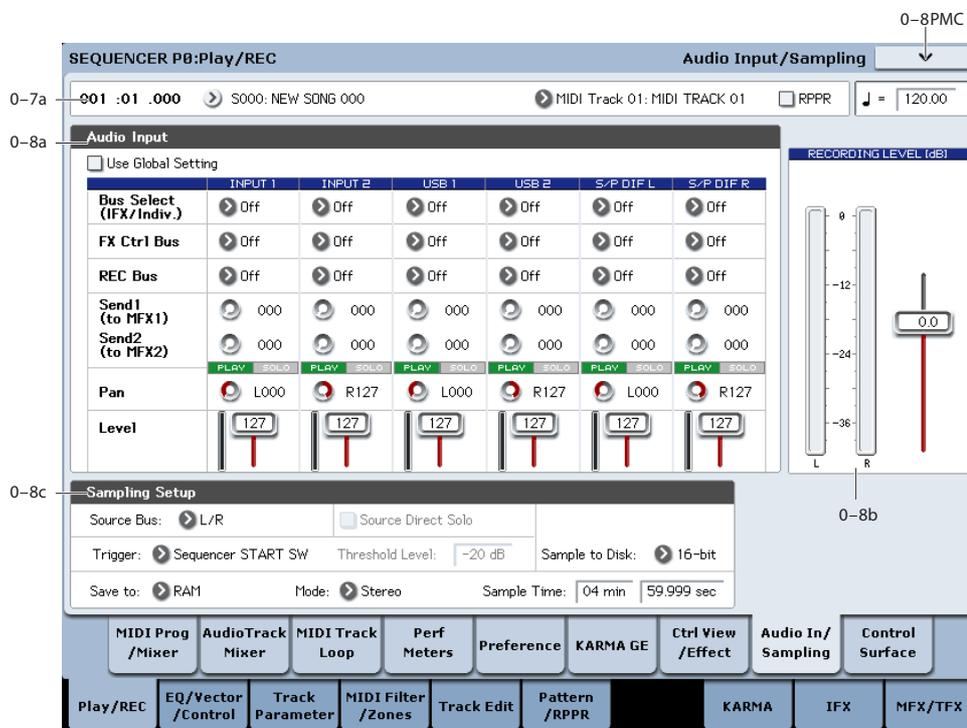 0–8PMC
SEQUENCER P0:Play/REC Audio Input/Sampling
0–7a 001 :01 .000 S000: NEW SONG 000 MIDI Track 01: MIDI TRACK 01 RPPR ♩ = 120.00
0–8a Audio Input
Use Global Setting
RECORDING LEVEL [dB]
INPUT 1 INPUT 2 USB 1 USB 2 S/P DIF L S/P DIF R
Bus Select
(IFX/Indiv.) Off Off Off Off Off Off
FX Ctrl Bus Off Off Off Off Off Off
REC Bus Off Off Off Off Off Off
Send1
(to MFX1) 000 000 000 000 000 000
Send2
(to MFX2) 000 000 000 000 000 000
PLAY SOLO PLAY SOLO PLAY SOLO PLAY SOLO PLAY SOLO PLAY SOLO
Pan L000 R127 L000 R127 L000 R127
Level 127 127 127 127 127 127
0
-12
0.0
-24
-36
L R
0–8b
0–8c Sampling Setup
Source Bus: L/R Source Direct Solo
Trigger: Sequencer START SW Threshold Level: -20 dB Sample to Disk: 16-bit
Save to: RAM Mode: Stereo Sample Time: 04 min 59.999 sec
MIDI Prog
/Mixer
AudioTrack
Mixer
MIDI Track
Loop
Perf
Meters
Preference
KARMA GE
Ctrl View
/Effect
Audio In/
Sampling
Control
Surface
Play/REC
EQ/Vector
/Control
Track
Parameter
MIDI Filter
/Zones
Track Edit
Pattern
/RPPR
KARMA
IFX
MFX/TFX